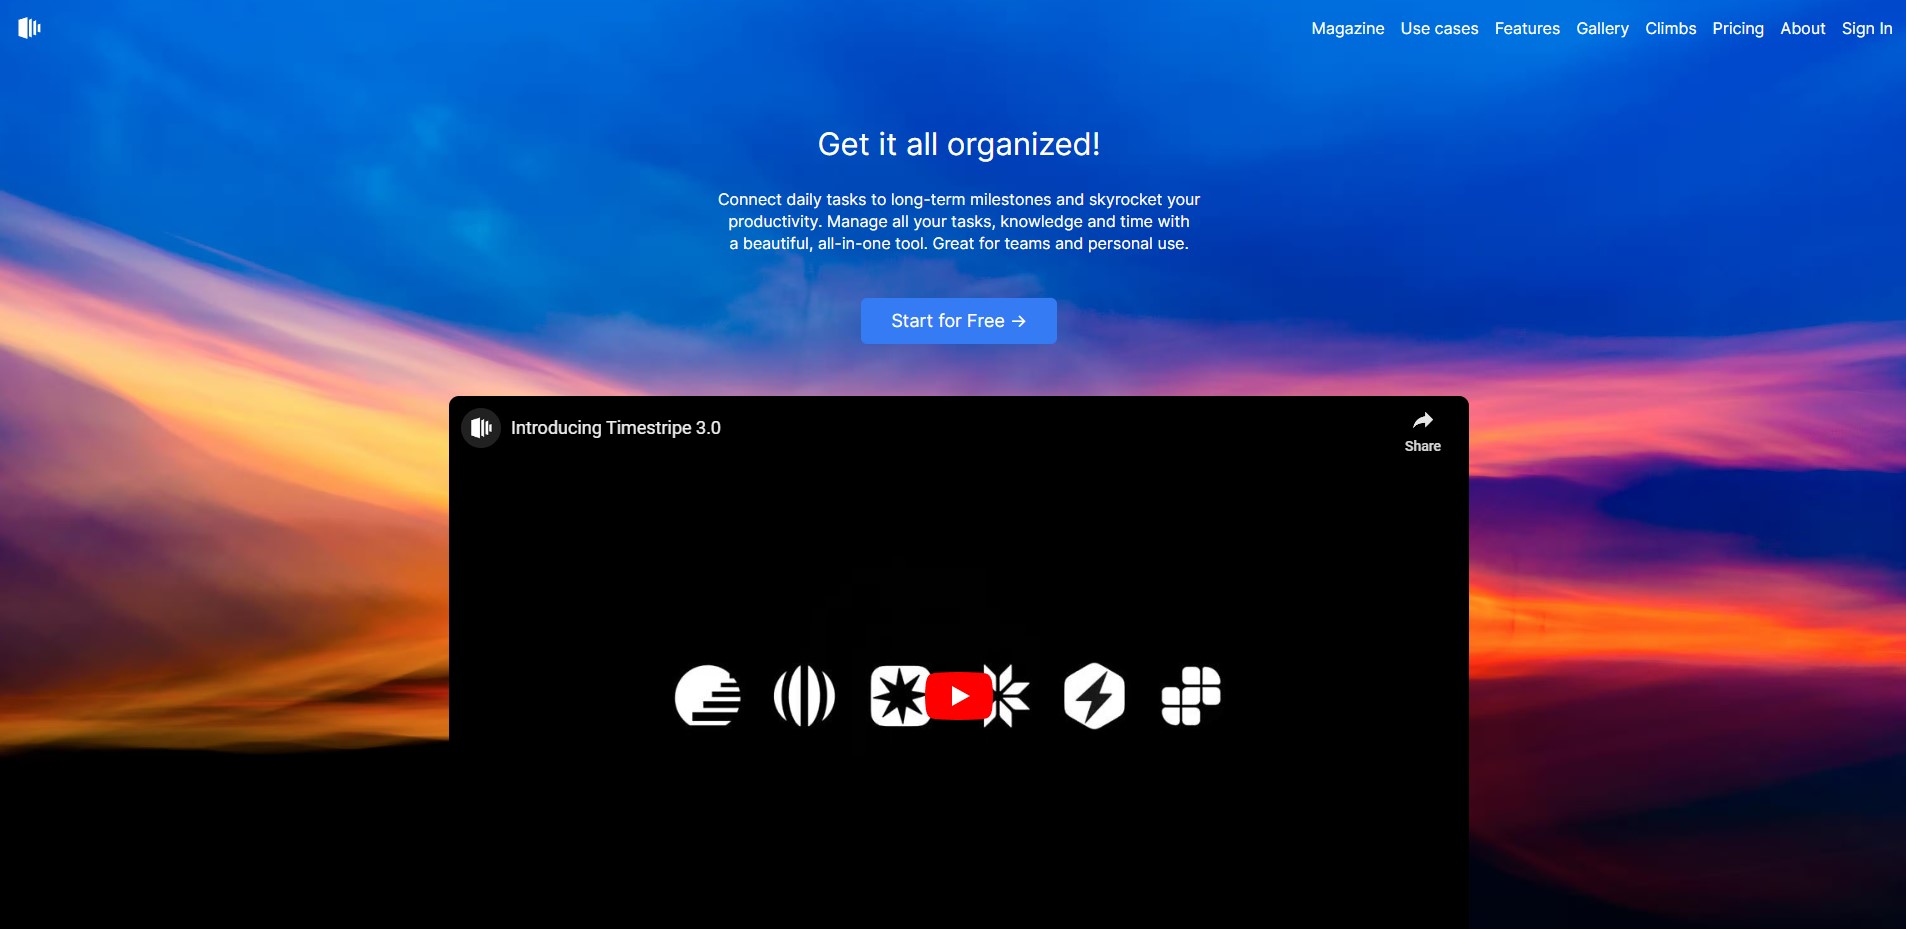 Magazine Use cases Features Gallery Climbs Pricing About Sign In
Get it all organized!
Connect daily tasks to long-term milestones and skyrocket your
productivity. Manage all your tasks, knowledge and time with
a beautiful, all-in-one tool. Great for teams and personal use.
Start for Free →
Introducing Timestripe 3.0
Share